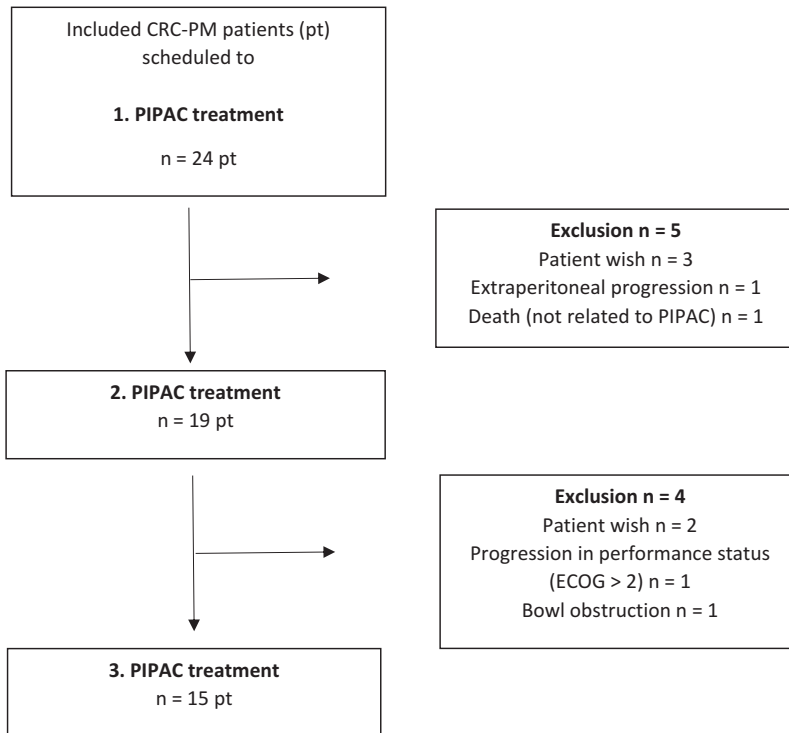 Included CRC-PM patients (pt)
scheduled to
1. PIPAC treatment
n = 24 pt
Exclusion n = 5
Patient wish n = 3
Extraperitoneal progression n = 1
Death (not related to PIPAC) n = 1
2. PIPAC treatment
n = 19 pt
Exclusion n = 4
Patient wish n = 2
Progression in performance status
(ECOG > 2) n = 1
Bowl obstruction n = 1
3. PIPAC treatment
n = 15 pt